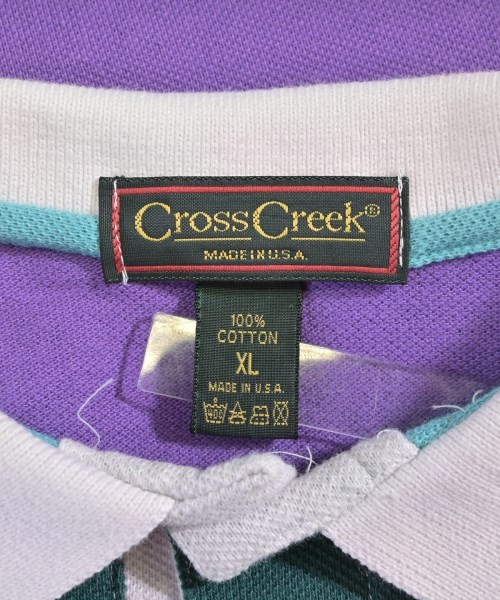 CrossCreek®
MADE IN U.S.A.
100%
COTTON
XL
MADE IN U.S.A.